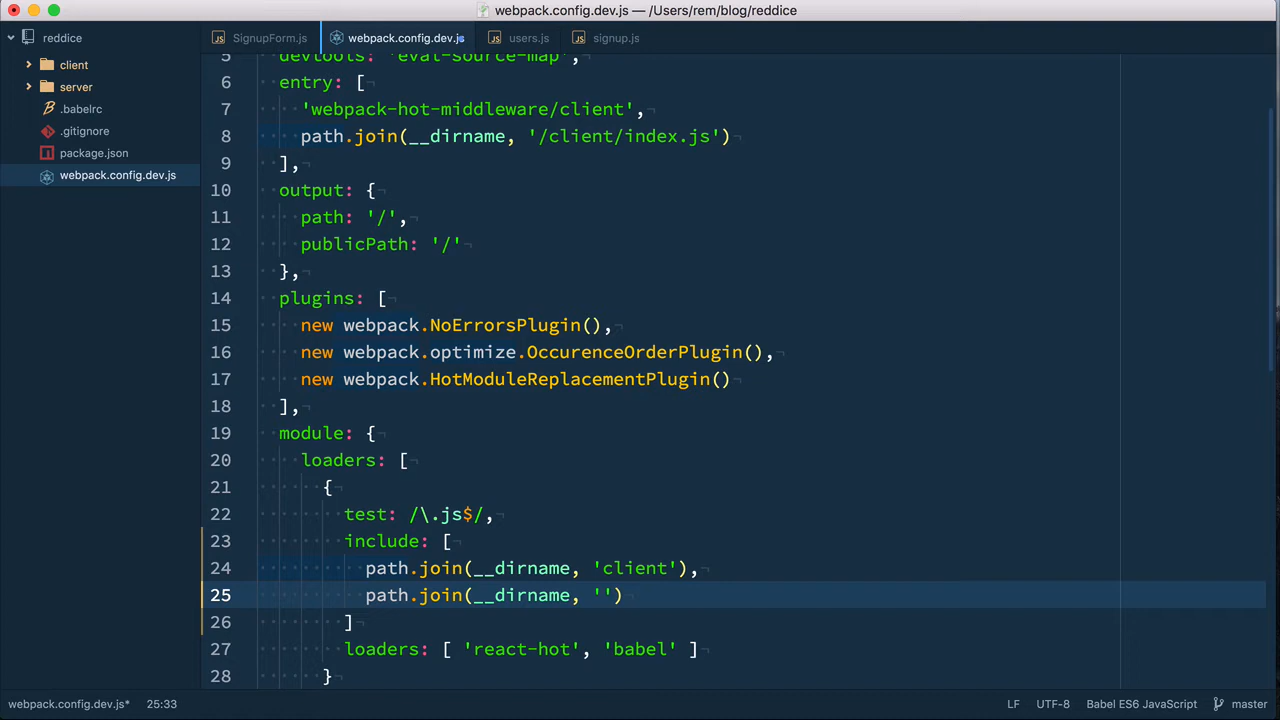 webpack.config.dev.js — /Users/rem/blog/reddice
reddice
SignupForm.js
webpack.config.dev.js
users.js
signup.js
client
server
.babelrc
.gitignore
package.json
webpack.config.dev.js
5 devtools: 'eval-source-map',
6 entry: [
7 'webpack-hot-middleware/client',
8 path.join(__dirname, '/client/index.js')
9 ],
10 output: {
11 path: '/',
12 publicPath: '/'
13 },
14 plugins: [
15 new webpack.NoErrorsPlugin(),
16 new webpack.optimize.OccurenceOrderPlugin(),
17 new webpack.HotModuleReplacementPlugin()
18 ],
19 module: {
20 loaders: [
21 {
22 test: /\.js$/,
23 include: [
24 path.join(__dirname, 'client'),
25 path.join(__dirname, '')
26 ]
27 loaders: [ 'react-hot', 'babel' ]
28 }
webpack.config.dev.js* 25:33 LF UTF-8 Babel ES6 JavaScript master